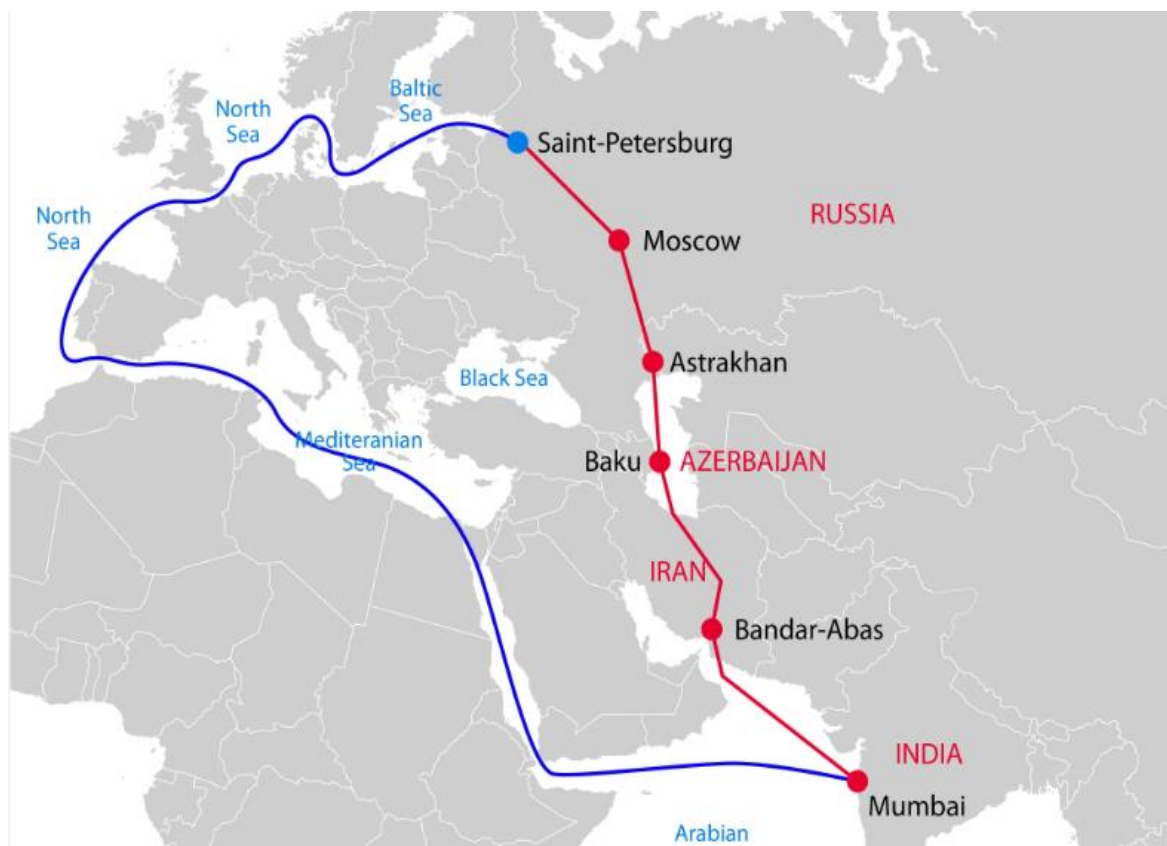 Baltic
Sea
North
Sea
Saint-Petersburg
North
Sea
RUSSIA
Moscow
Astrakhan
Black Sea
Mediteranian
Sea
Baku
AZERBAIJAN
IRAN
Bandar-Abas
INDIA
Mumbai
Arabian